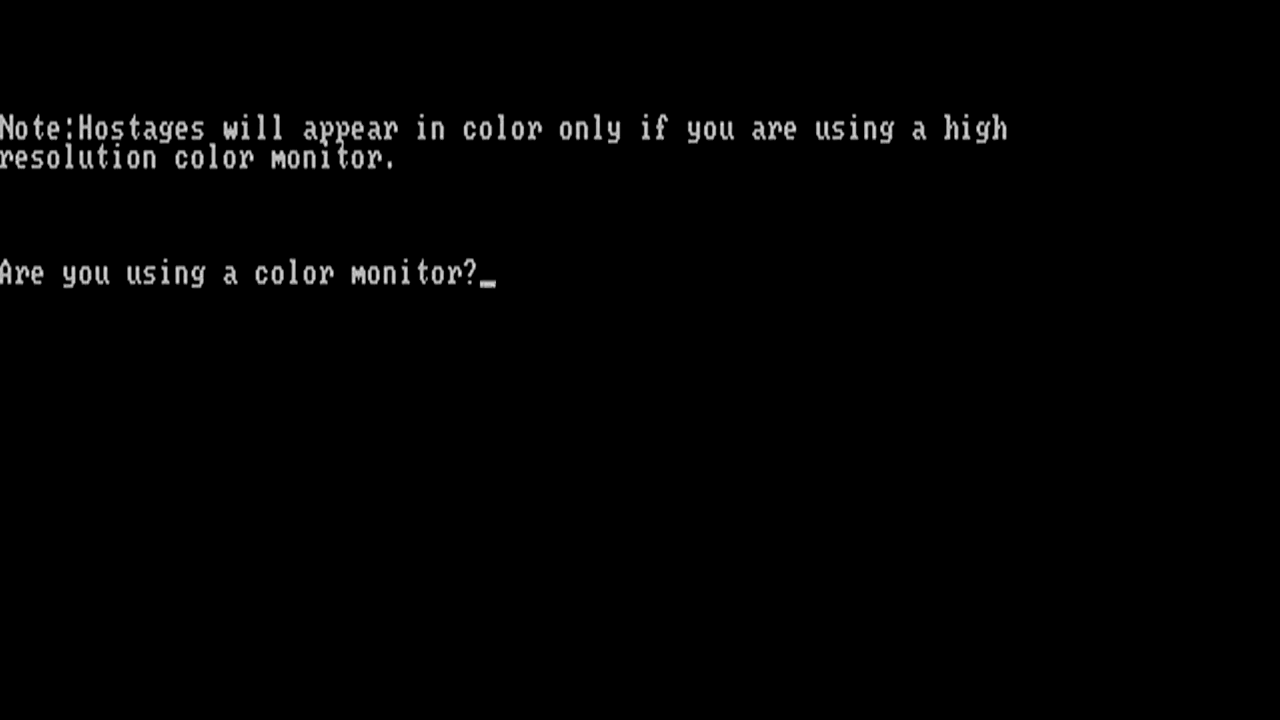 Note:Hostages will appear in color only if you are using a high
resolution color monitor.
Are you using a color monitor?_